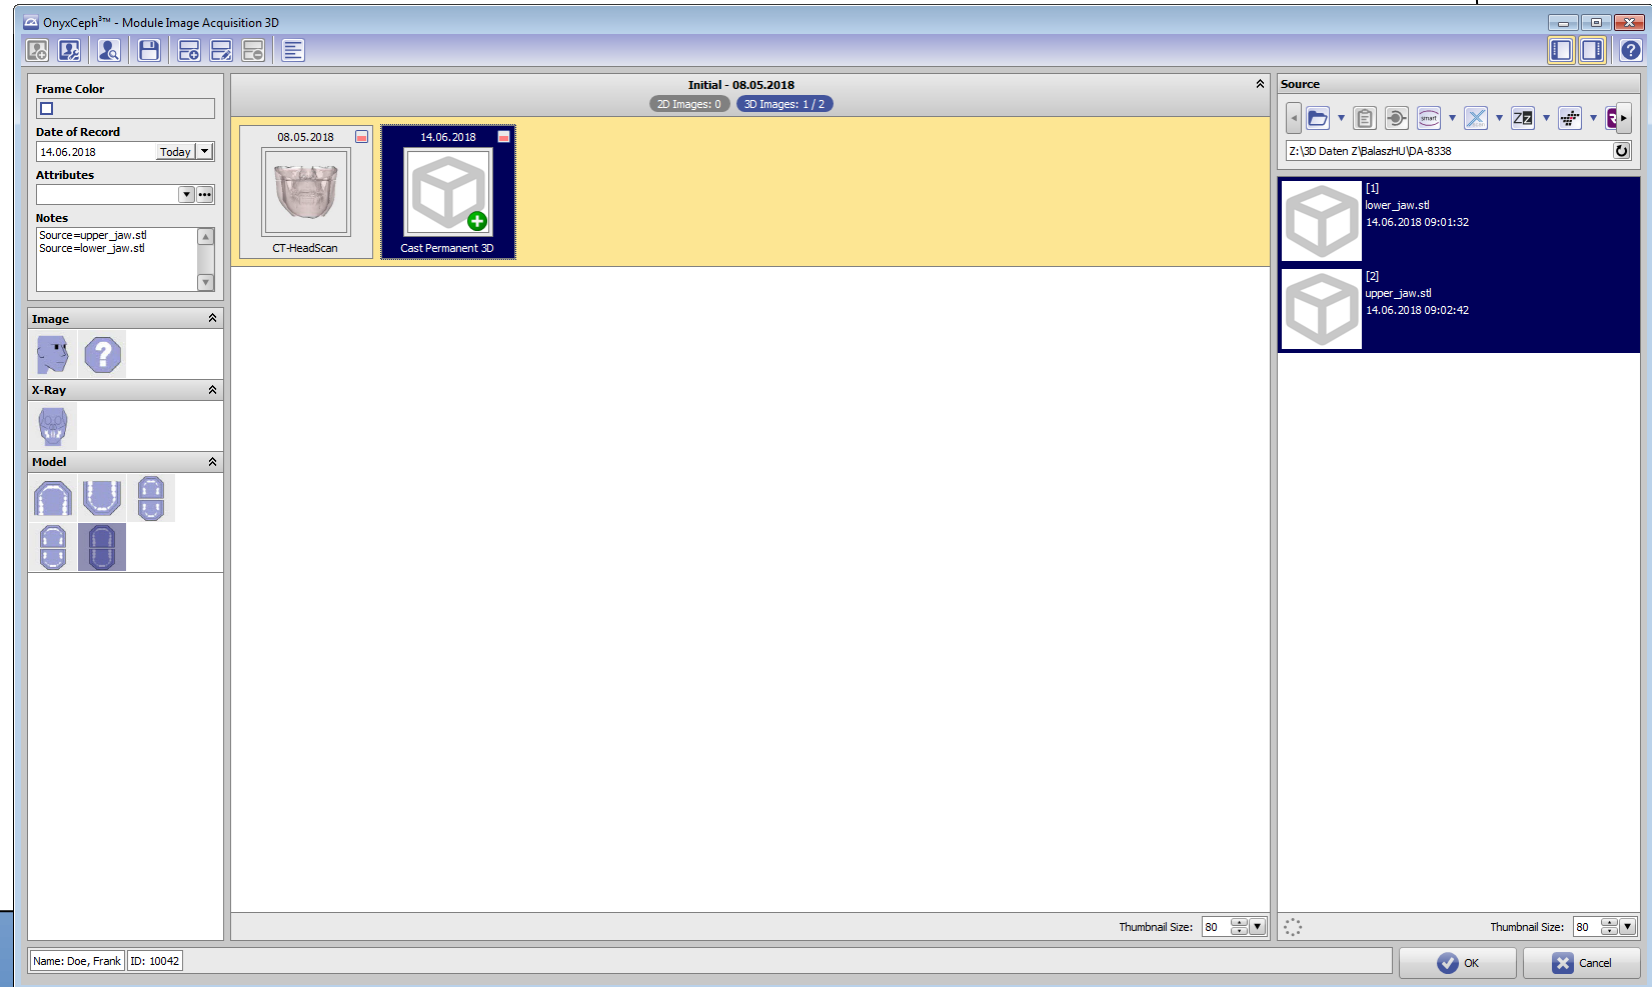 OnyxCeph³™ - Module Image Acquisition 3D
Frame Color
Date of Record
14.06.2018 Today
Attributes
Notes
Source=upper_jaw.stl
Source=lower_jaw.stl
Image
X-Ray
Model
Initial - 08.05.2018
2D Images: 0 3D Images: 1 / 2
08.05.2018
CT-HeadScan
14.06.2018
Cast Permanent 3D
Thumbnail Size: 80
Source
smart
ZZ
Z:\3D Daten Z\BalaszHU\DA-8338
[1]
lower_jaw.stl
14.06.2018 09:01:32
[2]
upper_jaw.stl
14.06.2018 09:02:42
Thumbnail Size: 80
Name: Doe, Frank ID: 10042
OK
Cancel